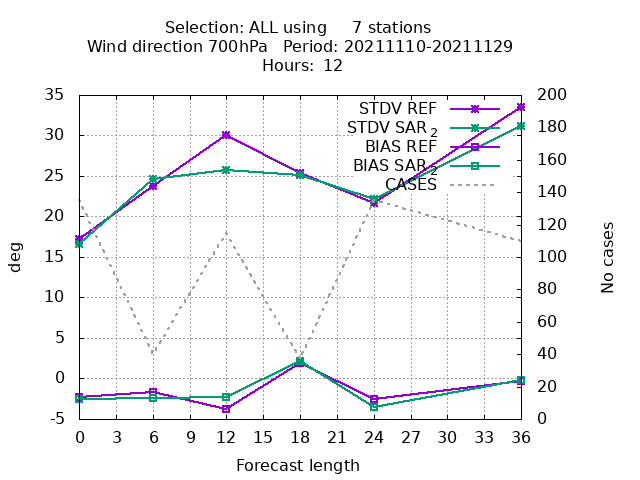 Selection: ALL using     7 stations
Wind direction 700hPa   Period: 20211110-20211129
Hours:  12
35
30
25
20
15
10
5
0
-5
deg
STDV REF
STDV SAR2
BIAS REF
BIAS SAR2
CASES
200
180
160
140
120
100
80
60
40
20
0
No cases
0 3 6 9 12 15 18 21 24 27 30 33 36
Forecast length